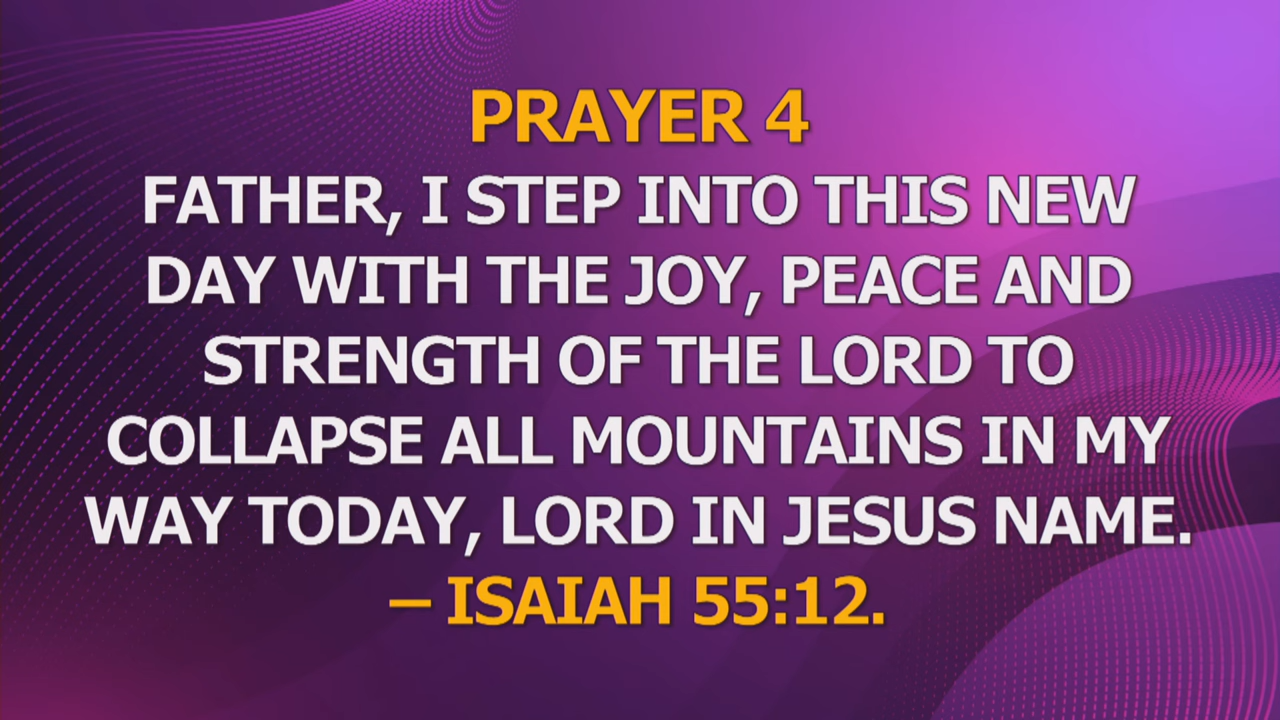 PRAYER 4
FATHER, I STEP INTO THIS NEW
DAY WITH THE JOY, PEACE AND
STRENGTH OF THE LORD TO
COLLAPSE ALL MOUNTAINS IN MY
WAY TODAY, LORD IN JESUS NAME.
– ISAIAH 55:12.